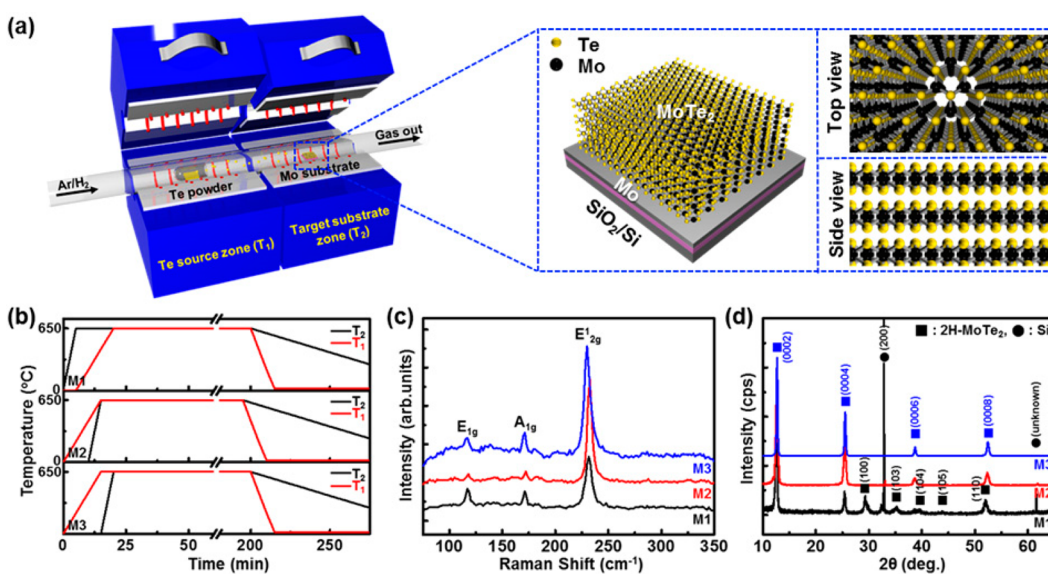 (a)
Ar/H₂
Te powder
Mo substrate
Gas out
Te source zone (T₁)
Target substrate
zone (T₂)
Te
Mo
MoTe₂
Mo
SiO₂/Si
Top view
Side view
(b)
Temperature (°C)
650
0
M1
T₂
T₁
650
0
M2
T₂
T₁
650
0
M3
T₂
T₁
0 25 50 200 250
Time (min)
(c)
Intensity (arb.units)
E₁g
A₁g
E¹₂g
M3
M2
M1
100 150 200 250 300 350
Raman Shift (cm⁻¹)
(d)
Intensity (cps)
■ : 2H-MoTe₂, ● : Si
(0002)
(0004)
(200)
(0006)
(0008)
(unknown)
M3
M2
M1
(100)
(103)
(104)
(105)
(110)
10 20 30 40 50 60
2θ (deg.)